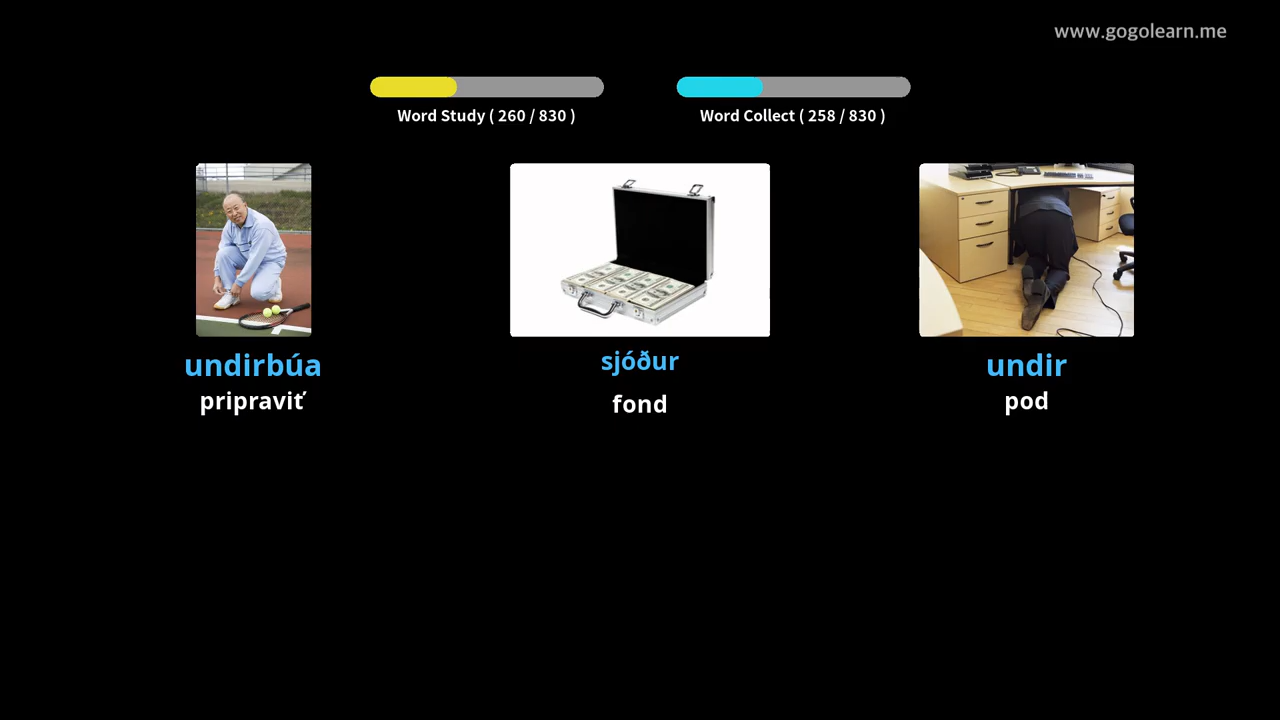 www.gogolearn.me
Word Study ( 260 / 830 )
Word Collect ( 258 / 830 )
undirbúa
pripraviť
sjóður
fond
undir
pod